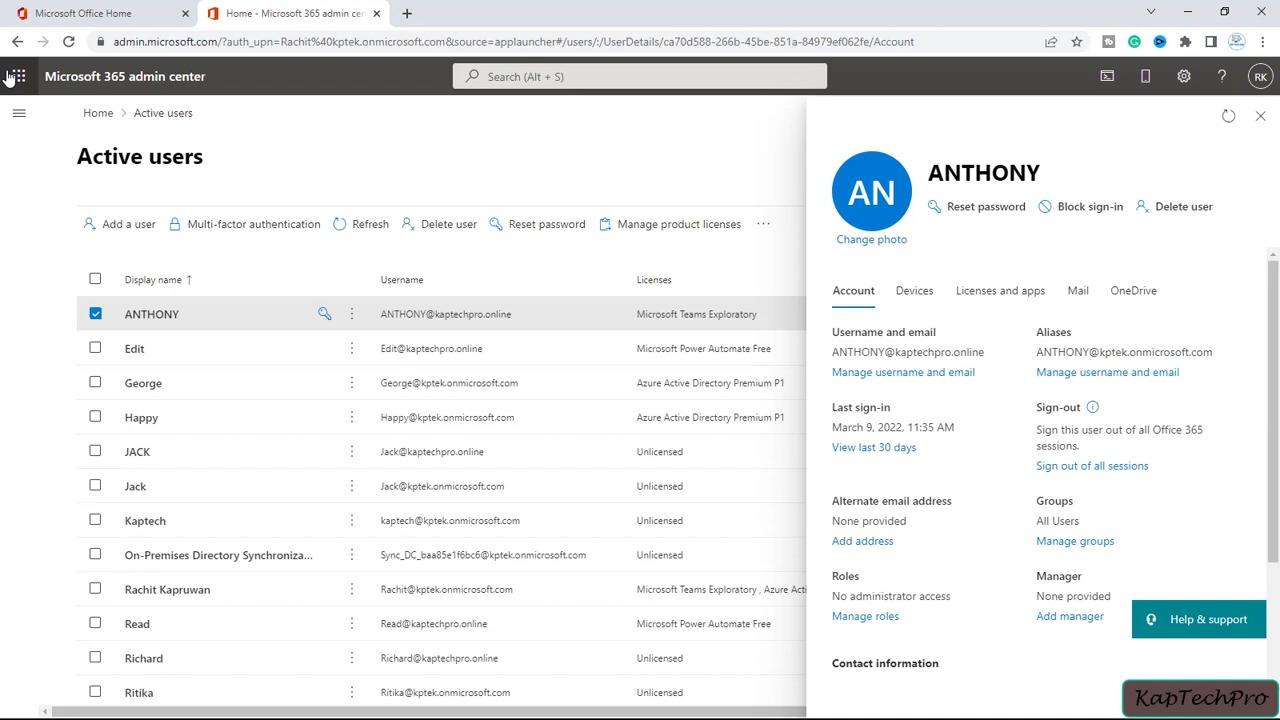 Microsoft Office Home
Home - Microsoft 365 admin cen
admin.microsoft.com/?auth_upn=Rachit%40kptek.onmicrosoft.com&source=applauncher#/users/:/UserDetails/ca70d588-266b-45be-851a-84979ef062fe/Account
Microsoft 365 admin center
Search (Alt + S)
RK
Home > Active users
Active users
Add a user
Multi-factor authentication
Refresh
Delete user
Reset password
Manage product licenses
Display name ↑ Username Licenses
ANTHONY ANTHONY@kaptechpro.online Microsoft Teams Exploratory
Edit Edit@kaptechpro.online Microsoft Power Automate Free
George George@kptek.onmicrosoft.com Azure Active Directory Premium P1
Happy Happy@kptek.onmicrosoft.com Azure Active Directory Premium P1
JACK Jack@kaptechpro.online Unlicensed
Jack Jack@kptek.onmicrosoft.com Unlicensed
Kaptech kaptech@kptek.onmicrosoft.com Unlicensed
On-Premises Directory Synchroniza... Sync_DC_baa85e1f6bc6@kptek.onmicrosoft.com Unlicensed
Rachit Kapruwan Rachit@kptek.onmicrosoft.com Microsoft Teams Exploratory , Azure Ac
Read Read@kaptechpro.online Microsoft Power Automate Free
Richard Richard@kaptechpro.online Unlicensed
Ritika Ritika@kptek.onmicrosoft.com Unlicensed
AN
Change photo
ANTHONY
Reset password
Block sign-in
Delete user
Account Devices Licenses and apps Mail OneDrive
Username and email
ANTHONY@kaptechpro.online
Manage username and email
Aliases
ANTHONY@kptek.onmicrosoft.com
Manage username and email
Last sign-in
March 9, 2022, 11:35 AM
View last 30 days
Sign-out
Sign this user out of all Office 365
sessions.
Sign out of all sessions
Alternate email address
None provided
Add address
Groups
All Users
Manage groups
Roles
No administrator access
Manage roles
Manager
None provided
Add manager
Help & support
Contact information
KapTechPro